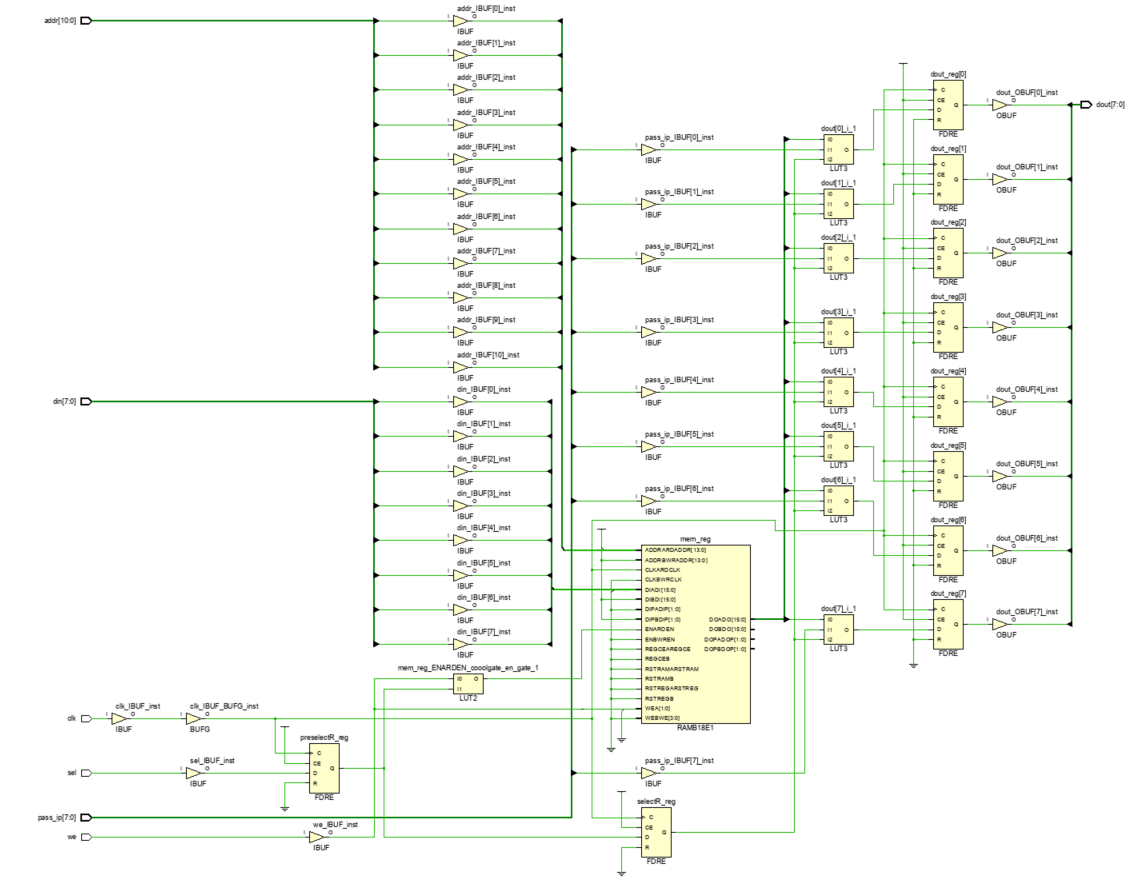 addr[10:0]
addr_IBUF[0]_inst
I
O
IBUF
addr_IBUF[1]_inst
I
O
IBUF
addr_IBUF[2]_inst
I
O
IBUF
addr_IBUF[3]_inst
I
O
IBUF
addr_IBUF[4]_inst
I
O
IBUF
addr_IBUF[5]_inst
I
O
IBUF
addr_IBUF[6]_inst
I
O
IBUF
addr_IBUF[7]_inst
I
O
IBUF
addr_IBUF[8]_inst
I
O
IBUF
addr_IBUF[9]_inst
I
O
IBUF
addr_IBUF[10]_inst
I
O
IBUF
din[7:0]
din_IBUF[0]_inst
I
O
IBUF
din_IBUF[1]_inst
I
O
IBUF
din_IBUF[2]_inst
I
O
IBUF
din_IBUF[3]_inst
I
O
IBUF
din_IBUF[4]_inst
I
O
IBUF
din_IBUF[5]_inst
I
O
IBUF
din_IBUF[6]_inst
I
O
IBUF
din_IBUF[7]_inst
I
O
IBUF
mem_reg_ENARDEN_cooolgate_en_gate_1
I0
O
I1
LUT2
clk
clk_IBUF_inst
I
O
IBUF
clk_IBUF_BUFG_inst
I
O
BUFG
preselectR_reg
C
CE
D
R
Q
FDRE
sel
sel_IBUF_inst
I
O
IBUF
pass_ip[7:0]
we
we_IBUF_inst
I
O
IBUF
pass_ip_IBUF[0]_inst
I
O
IBUF
pass_ip_IBUF[1]_inst
I
O
IBUF
pass_ip_IBUF[2]_inst
I
O
IBUF
pass_ip_IBUF[3]_inst
I
O
IBUF
pass_ip_IBUF[4]_inst
I
O
IBUF
pass_ip_IBUF[5]_inst
I
O
IBUF
pass_ip_IBUF[6]_inst
I
O
IBUF
mem_reg
ADDRARDADDR[13:0]
ADDRBWRADDR[13:0]
CLKARDCLK
CLKBWRCLK
DIADI[15:0]
DIBDI[15:0]
DIPADIP[1:0]
DIPBDIP[1:0]
ENARDEN
ENBWREN
REGCEAREGCE
REGCEB
RSTRAMARSTRAM
RSTRAMB
RSTREGARSTREG
RSTREGB
WEA[1:0]
WEBWE[3:0]
DOADO[15:0]
DOBDO[15:0]
DOPADOP[1:0]
DOPBDOP[1:0]
RAMB18E1
pass_ip_IBUF[7]_inst
I
O
IBUF
selectR_reg
C
CE
D
R
Q
FDRE
dout[0]_i_1
I0
I1
I2
O
LUT3
dout[1]_i_1
I0
I1
I2
O
LUT3
dout[2]_i_1
I0
I1
I2
O
LUT3
dout[3]_i_1
I0
I1
I2
O
LUT3
dout[4]_i_1
I0
I1
I2
O
LUT3
dout[5]_i_1
I0
I1
I2
O
LUT3
dout[6]_i_1
I0
I1
I2
O
LUT3
dout[7]_i_1
I0
I1
I2
O
LUT3
dout_reg[0]
C
CE
D
R
Q
FDRE
dout_reg[1]
C
CE
D
R
Q
FDRE
dout_reg[2]
C
CE
D
R
Q
FDRE
dout_reg[3]
C
CE
D
R
Q
FDRE
dout_reg[4]
C
CE
D
R
Q
FDRE
dout_reg[5]
C
CE
D
R
Q
FDRE
dout_reg[6]
C
CE
D
R
Q
FDRE
dout_reg[7]
C
CE
D
R
Q
FDRE
dout_OBUF[0]_inst
I
O
OBUF
dout_OBUF[1]_inst
I
O
OBUF
dout_OBUF[2]_inst
I
O
OBUF
dout_OBUF[3]_inst
I
O
OBUF
dout_OBUF[4]_inst
I
O
OBUF
dout_OBUF[5]_inst
I
O
OBUF
dout_OBUF[6]_inst
I
O
OBUF
dout_OBUF[7]_inst
I
O
OBUF
dout[7:0]